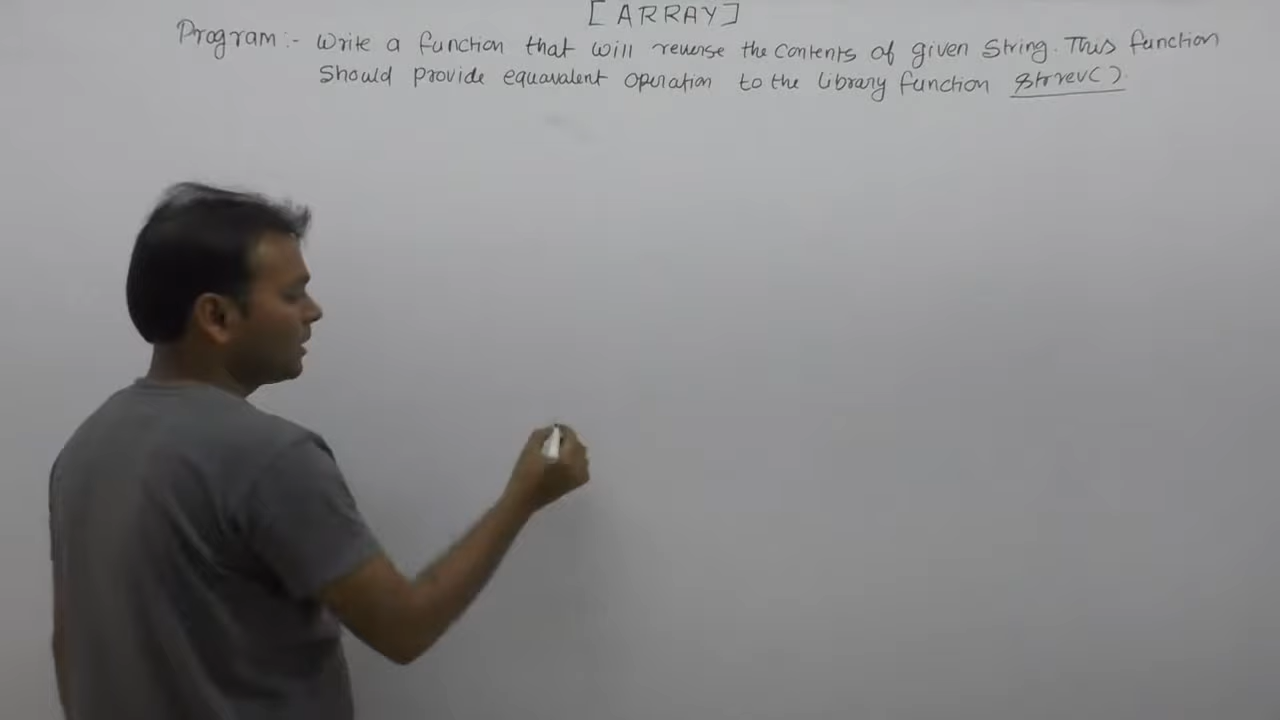 [ARRAY]
Program:- Write a function that will reverse the contents of given String. This function
Should provide equavalent operation to the library function strrev().